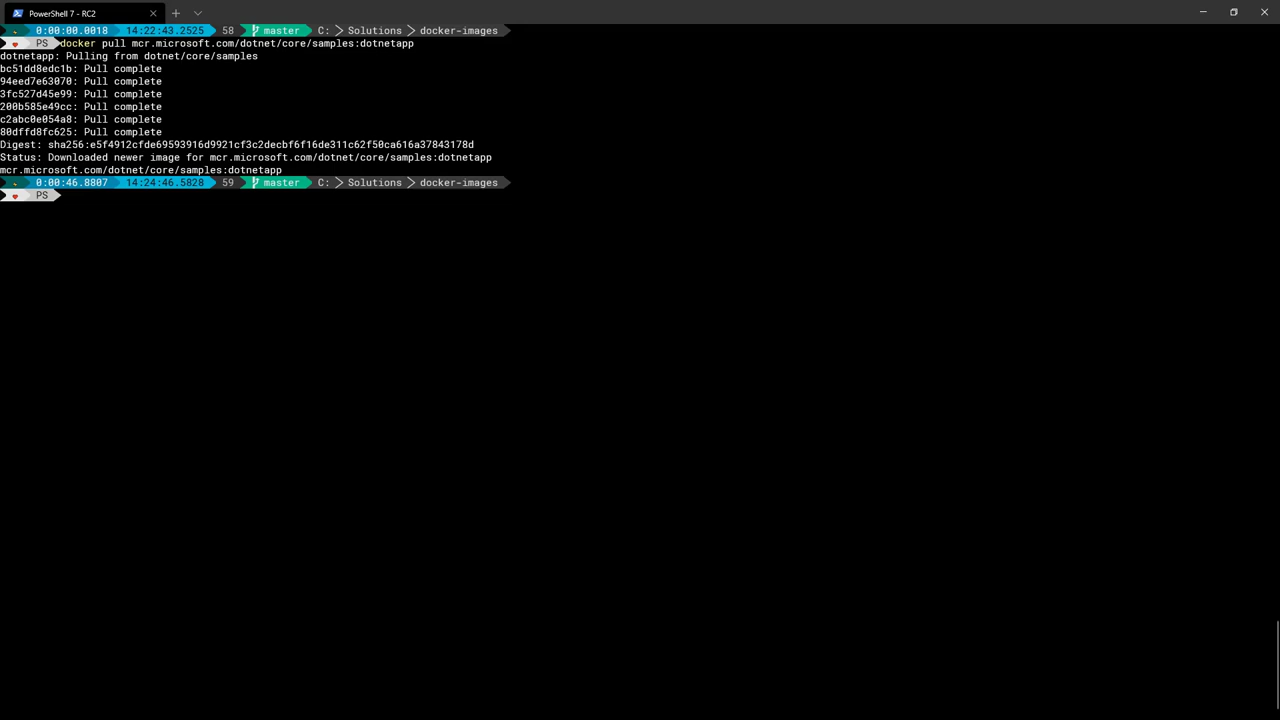 PowerShell 7 - RC2
0:00:00.0018 14:22:43.2525 58 master C: Solutions docker-images
PS docker pull mcr.microsoft.com/dotnet/core/samples:dotnetapp
dotnetapp: Pulling from dotnet/core/samples
bc51dd8edc1b: Pull complete
94eed7e63070: Pull complete
3fc527d45e99: Pull complete
200b585e49cc: Pull complete
c2abc0e054a8: Pull complete
80dffd8fc625: Pull complete
Digest: sha256:e5f4912cfde69593916d9921cf3c2decbf6f16de311c62f50ca616a37843178d
Status: Downloaded newer image for mcr.microsoft.com/dotnet/core/samples:dotnetapp
mcr.microsoft.com/dotnet/core/samples:dotnetapp
0:00:46.8807 14:24:46.5828 59 master C: Solutions docker-images
PS